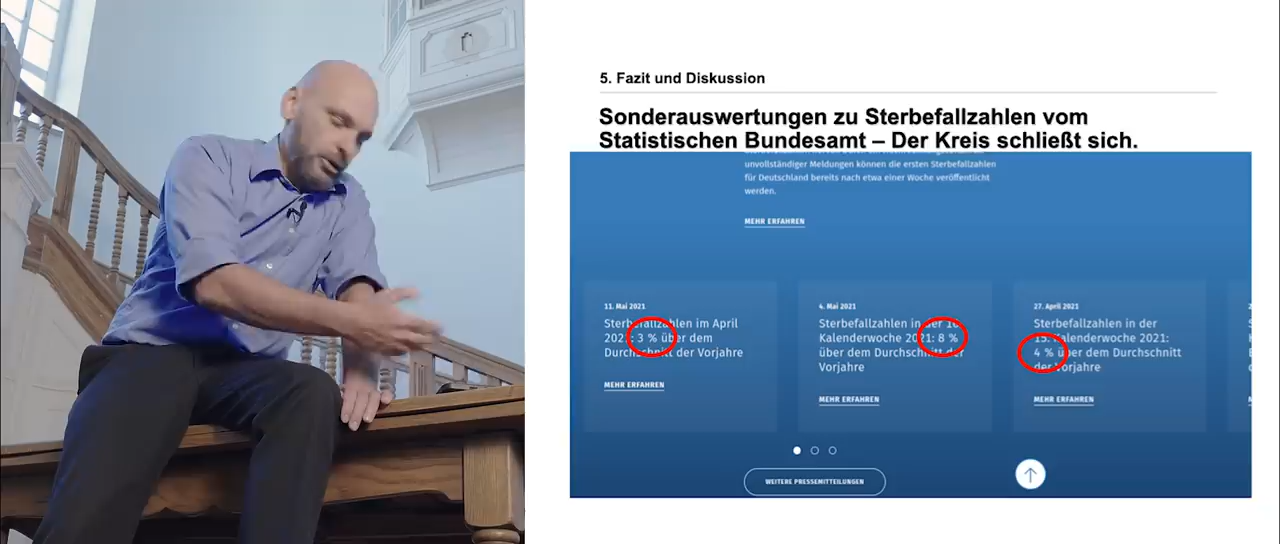 5. Fazit und Diskussion
Sonderauswertungen zu Sterbefallzahlen vom
Statistischen Bundesamt – Der Kreis schließt sich.
unvollständiger Meldungen können die ersten Sterbefallzahlen
für Deutschland bereits nach etwa einer Woche veröffentlicht
werden.
MEHR ERFAHREN
11. Mai 2021
Sterbefallzahlen im April
2021: 3 % über dem
Durchschnitt der Vorjahre
MEHR ERFAHREN
4. Mai 2021
Sterbefallzahlen in der
Kalenderwoche 2021: 8 %
über dem Durchschnitt der
Vorjahre
MEHR ERFAHREN
27. April 2021
Sterbefallzahlen in der
15. Kalenderwoche 2021:
4 % über dem Durchschnitt
der Vorjahre
MEHR ERFAHREN
WEITERE PRESSEMITTEILUNGEN